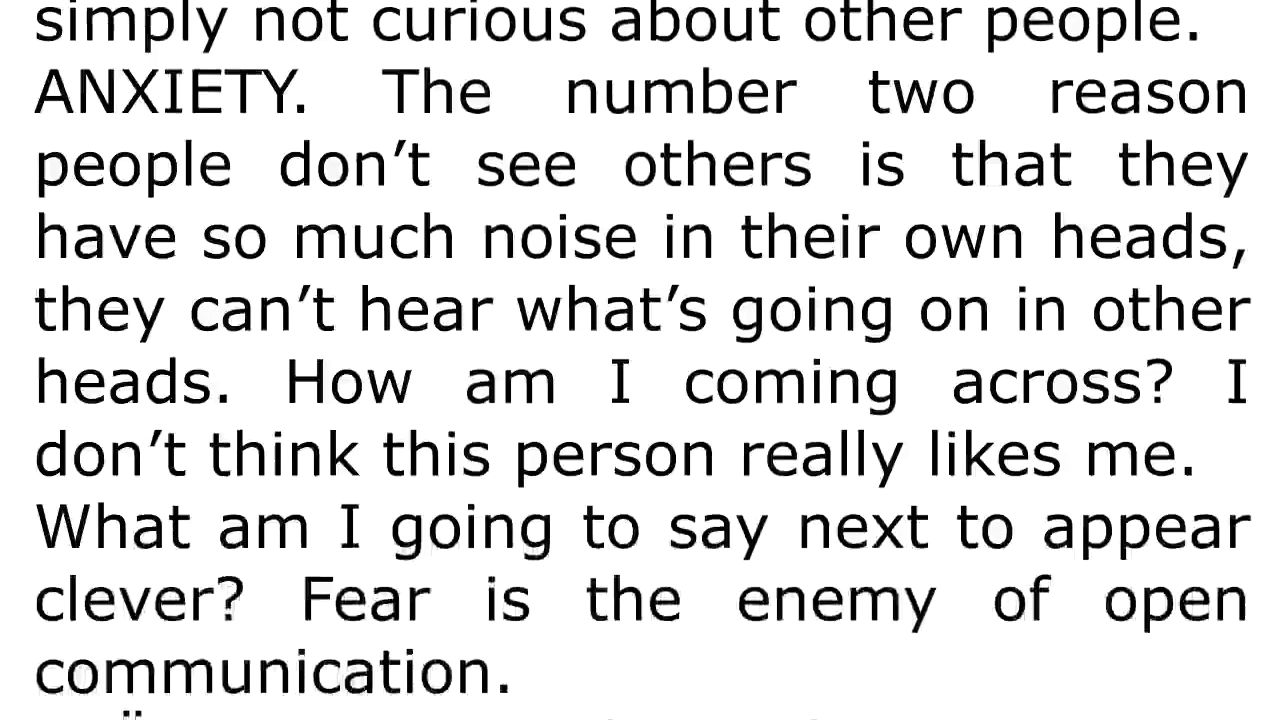 simply not curious about other people.
ANXIETY. The number two reason
people don’t see others is that they
have so much noise in their own heads,
they can’t hear what’s going on in other
heads. How am I coming across? I
don’t think this person really likes me.
What am I going to say next to appear
clever? Fear is the enemy of open
communication.